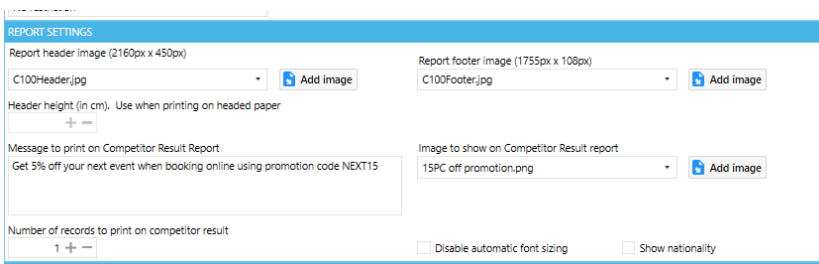 REPORT SETTINGS
Report header image (2160px x 450px)
Report footer image (1755px x 108px)
C100Header.jpg
Add image
C100Footer.jpg
Add image
Header height (in cm). Use when printing on headed paper
Message to print on Competitor Result Report
Image to show on Competitor Result report
Get 5% off your next event when booking online using promotion code NEXT15
15PC off promotion.png
Add image
Number of records to print on competitor result
1
Disable automatic font sizing
Show nationality